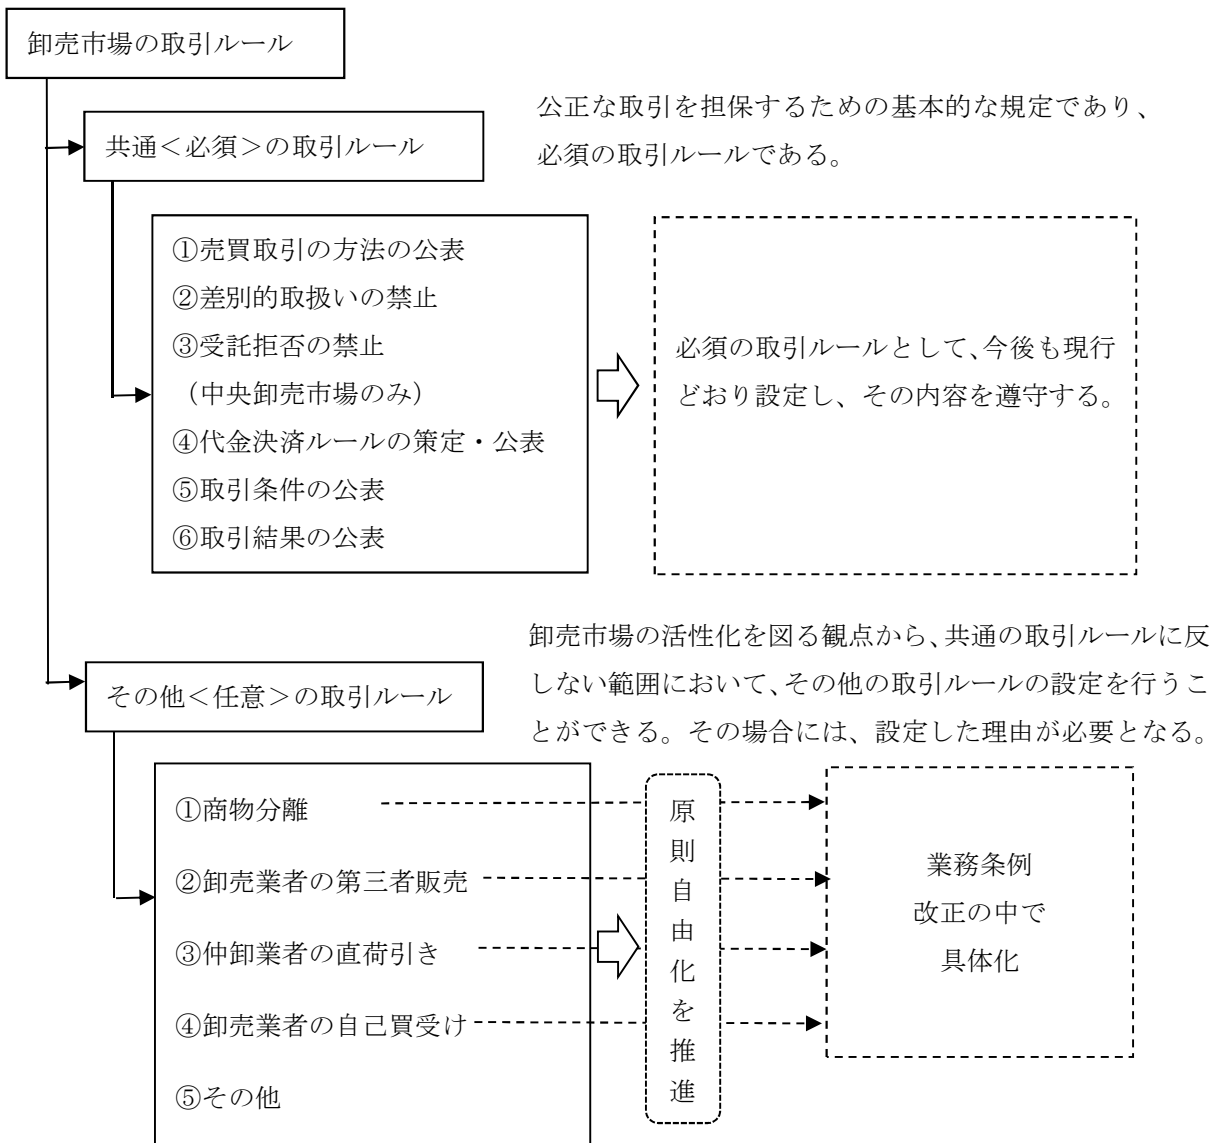 卸売市場の取引ルール
公正な取引を担保するための基本的な規定であり、
必須の取引ルールである。
共通＜必須＞の取引ルール
①売買取引の方法の公表
②差別的取扱いの禁止
③受託拒否の禁止
（中央卸売市場のみ）
④代金決済ルールの策定・公表
⑤取引条件の公表
⑥取引結果の公表
必須の取引ルールとして、今後も現行
どおり設定し、その内容を遵守する。
卸売市場の活性化を図る観点から、共通の取引ルールに反
しない範囲において、その他の取引ルールの設定を行うこ
とができる。その場合には、設定した理由が必要となる。
その他＜任意＞の取引ルール
①商物分離
②卸売業者の第三者販売
③仲卸業者の直荷引き
④卸売業者の自己買受け
⑤その他
原則自由化を推進
業務条例
改正の中で
具体化